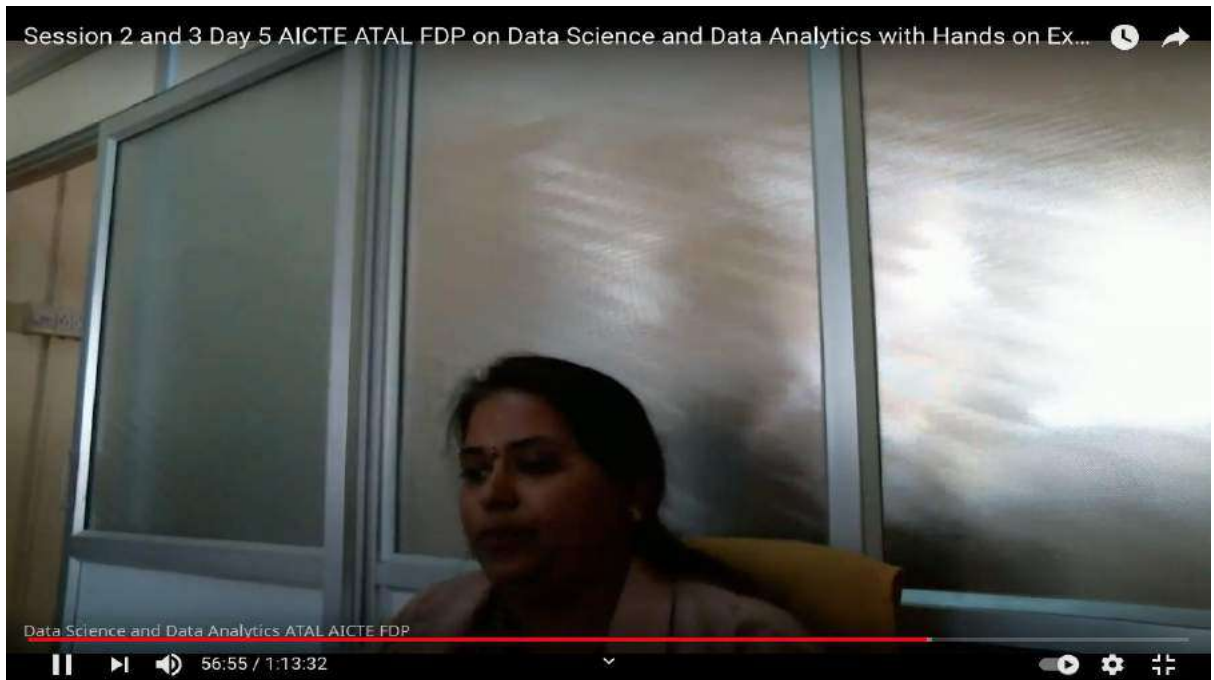 Session 2 and 3 Day 5 AICTE ATAL FDP on Data Science and Data Analytics with Hands on Ex...
Data Science and Data Analytics ATAL AICTE FDP
56:55 / 1:13:32